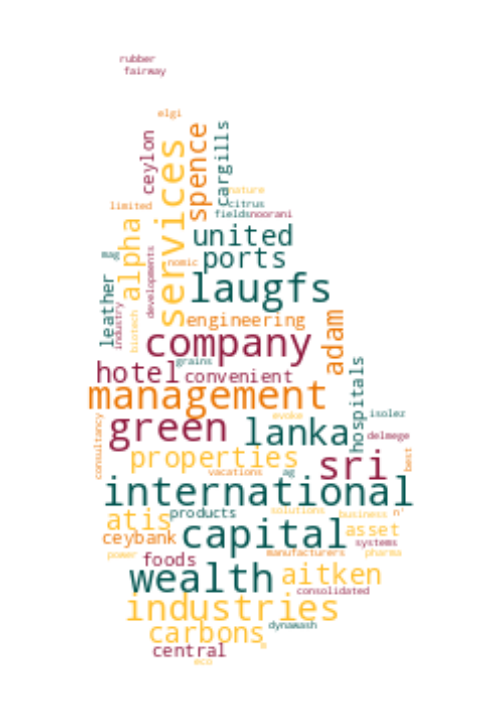 rubber
fairway
elgi
ceylon
services
spence
cargills
nature
limited
citrus
fields
noorani
alpha
united
mag
developments
nomic
ports
leather
industry
biotech
laugfs
engineering
adam
company
grains
hotel
convenient
hospitals
management
evoke
isolez
consultancy
green
lanka
delmege
properties
best
sri
vacations
ag
international
products
solutions
business
n'
atis
capital
asset
ceybank
systems
power
foods
manufacturers
pharma
wealth
aitken
consolidated
industries
carbons
dynawash
central
eco